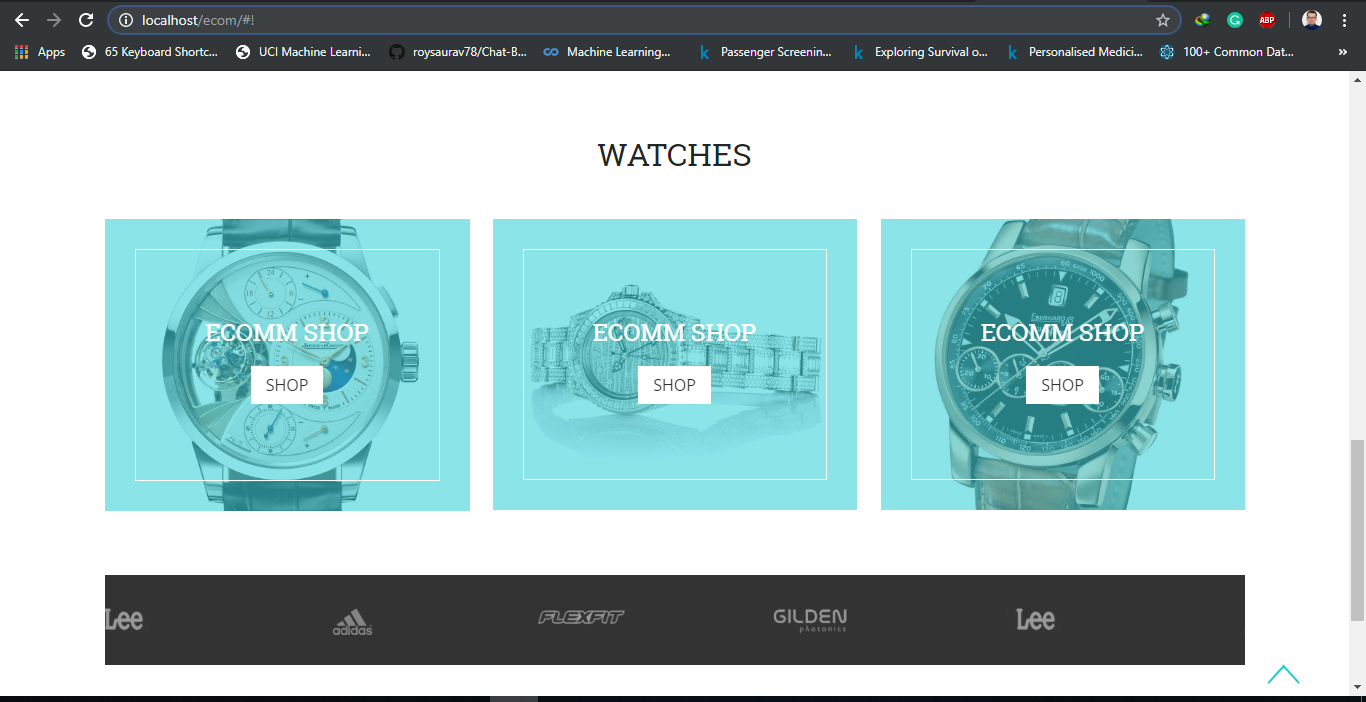 localhost/ecom/#!
ABP
Apps
65 Keyboard Shortc...
UCI Machine Learni...
roysaurav78/Chat-B...
Machine Learning...
Passenger Screenin...
Exploring Survival o...
Personalised Medici...
100+ Common Dat...
»
WATCHES
ECOMM SHOP
SHOP
ECOMM SHOP
SHOP
EBERHARD
ECOMM SHOP
SHOP
Lee
adidas
FLEXFIT
GILDEN
photonics
Lee